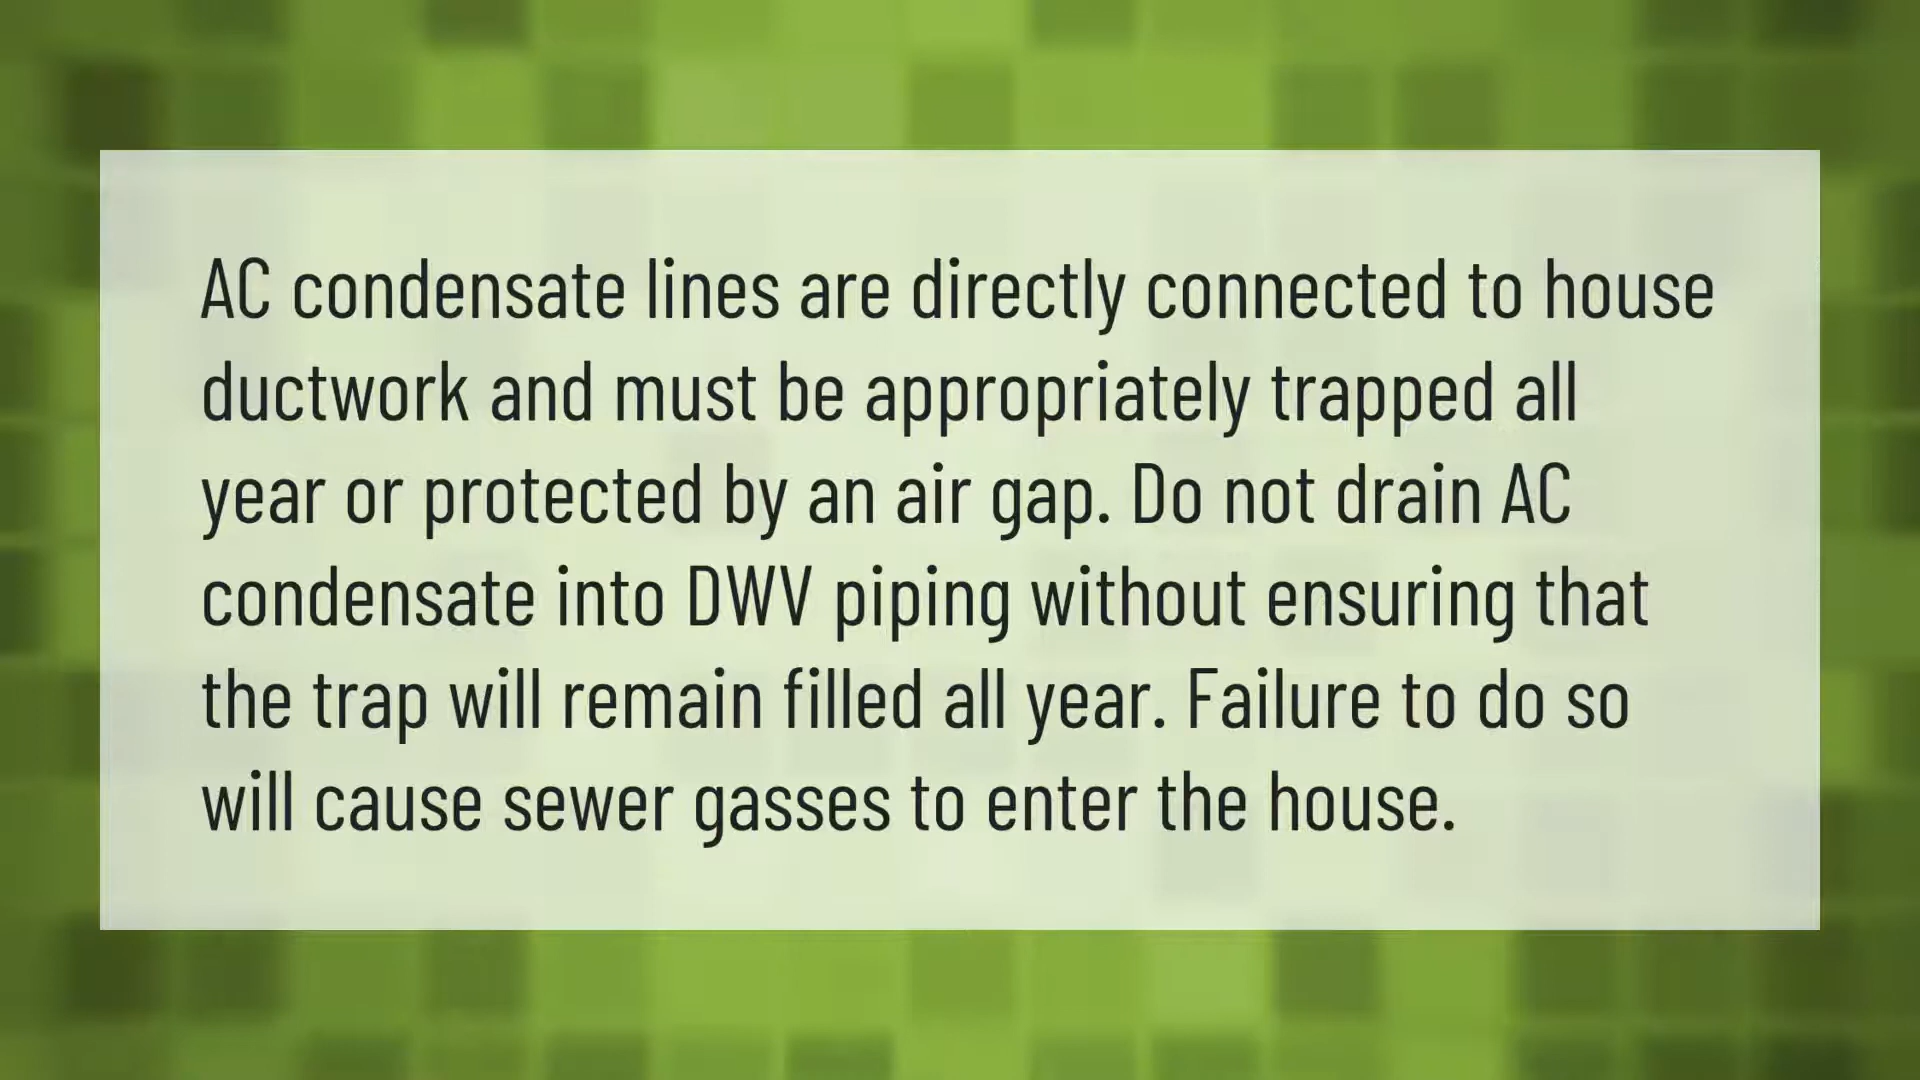 AC condensate lines are directly connected to house
ductwork and must be appropriately trapped all
year or protected by an air gap. Do not drain AC
condensate into DWV piping without ensuring that
the trap will remain filled all year. Failure to do so
will cause sewer gasses to enter the house.